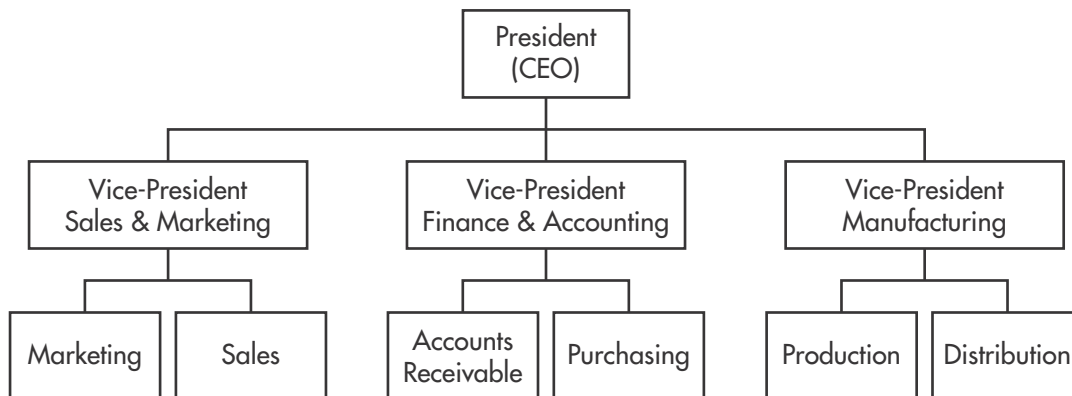 President
(CEO)
Vice-President
Sales & Marketing
Vice-President
Finance & Accounting
Vice-President
Manufacturing
Marketing
Sales
Accounts
Receivable
Purchasing
Production
Distribution